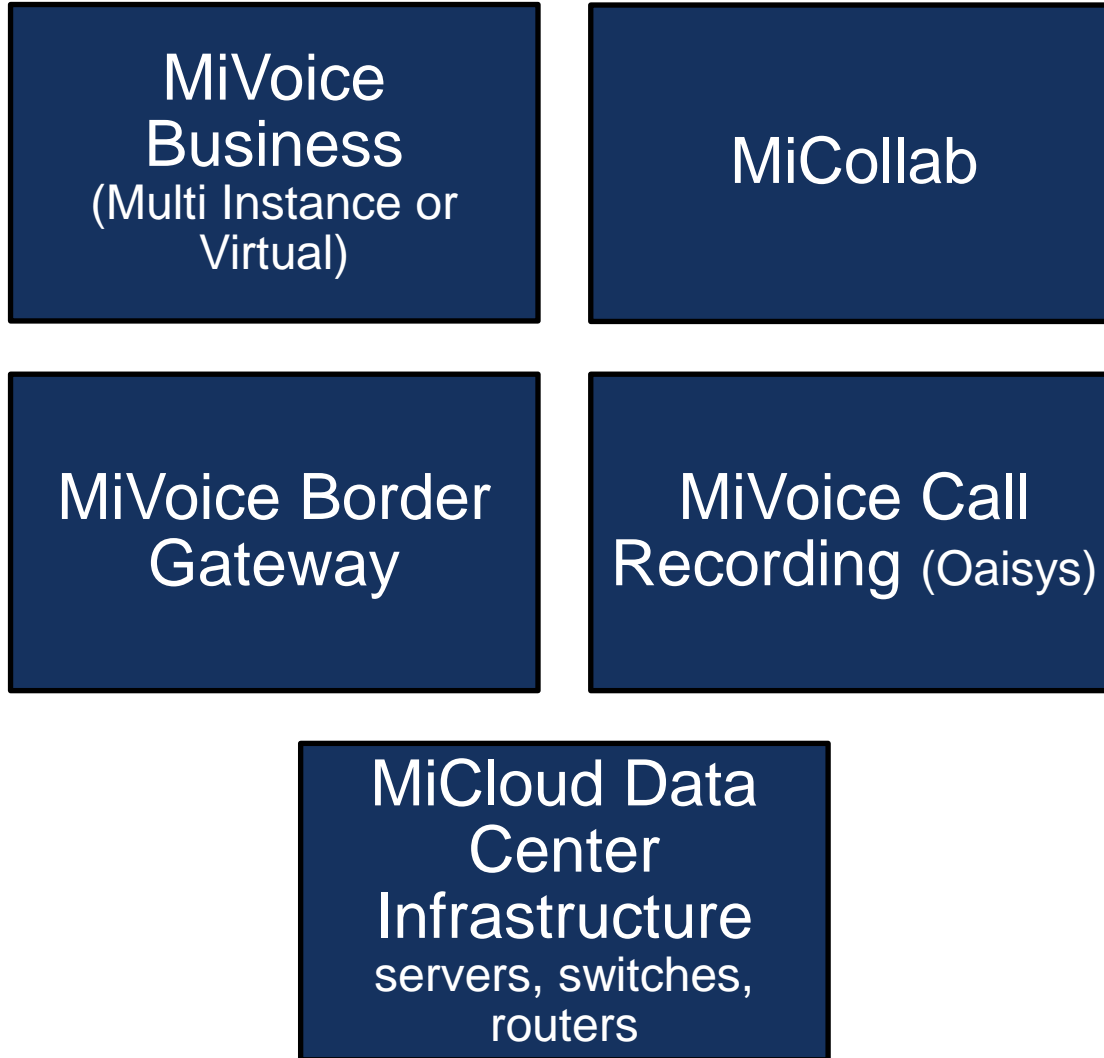 MiVoice
Business
(Multi Instance or
Virtual)
MiCollab
MiVoice Border
Gateway
MiVoice Call
Recording (Oaisys)
MiCloud Data
Center
Infrastructure
servers, switches,
routers